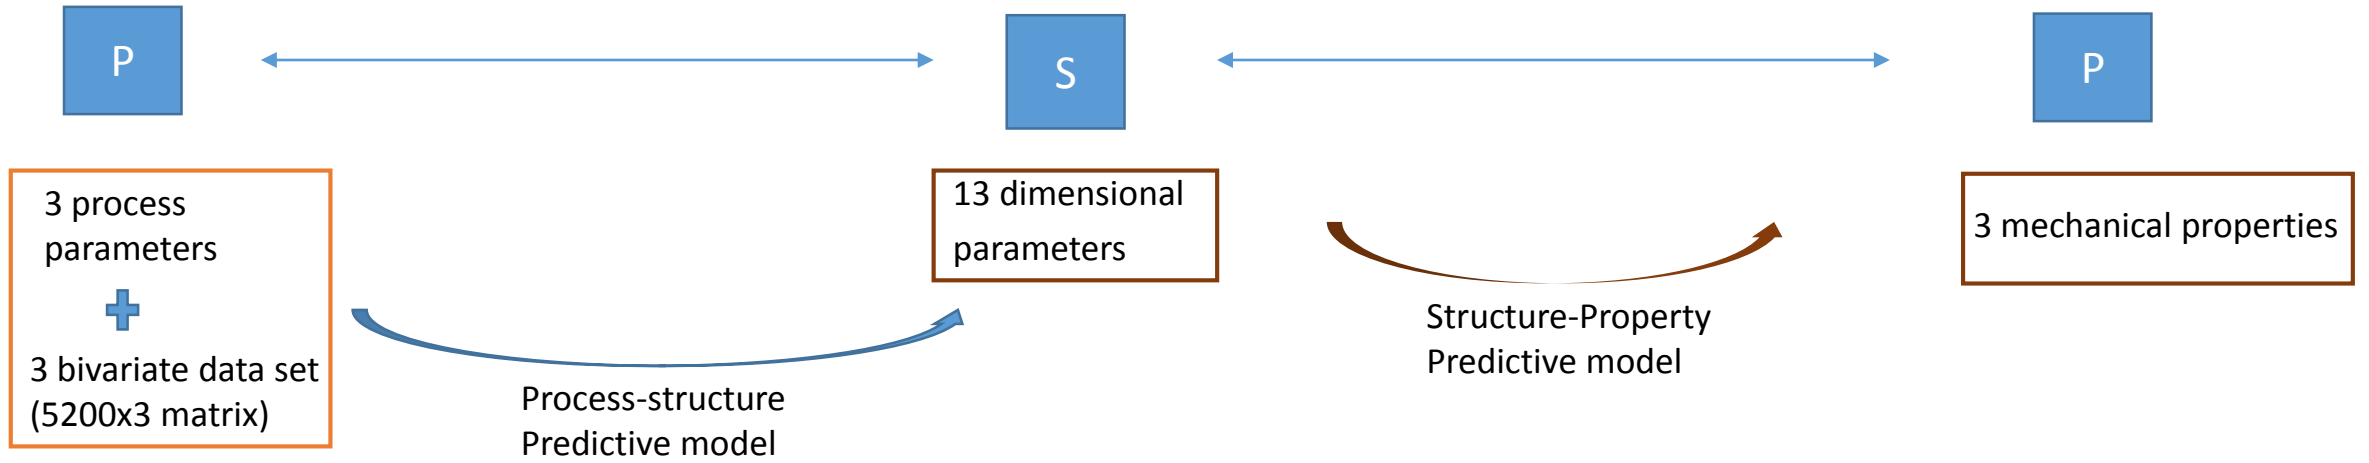 P
S
P
3 process
parameters
3 bivariate data set
(5200x3 matrix)
Process-structure
Predictive model
13 dimensional
parameters
Structure-Property
Predictive model
3 mechanical properties